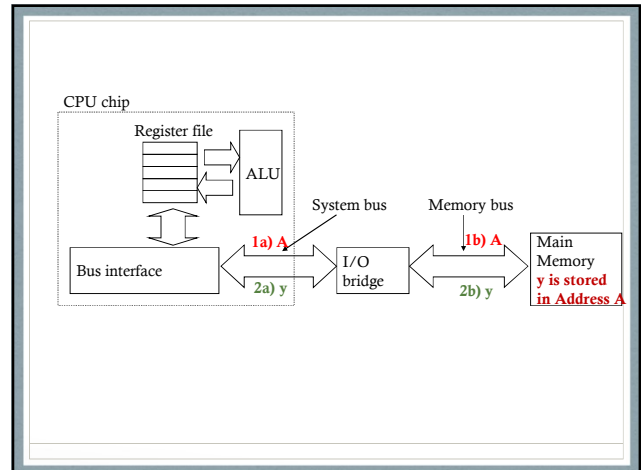 CPU chip
Register file
ALU
System bus
Memory bus
1a) A
1b) A
Bus interface
I/O
bridge
Main
Memory
y is stored
in Address A
2a) y
2b) y